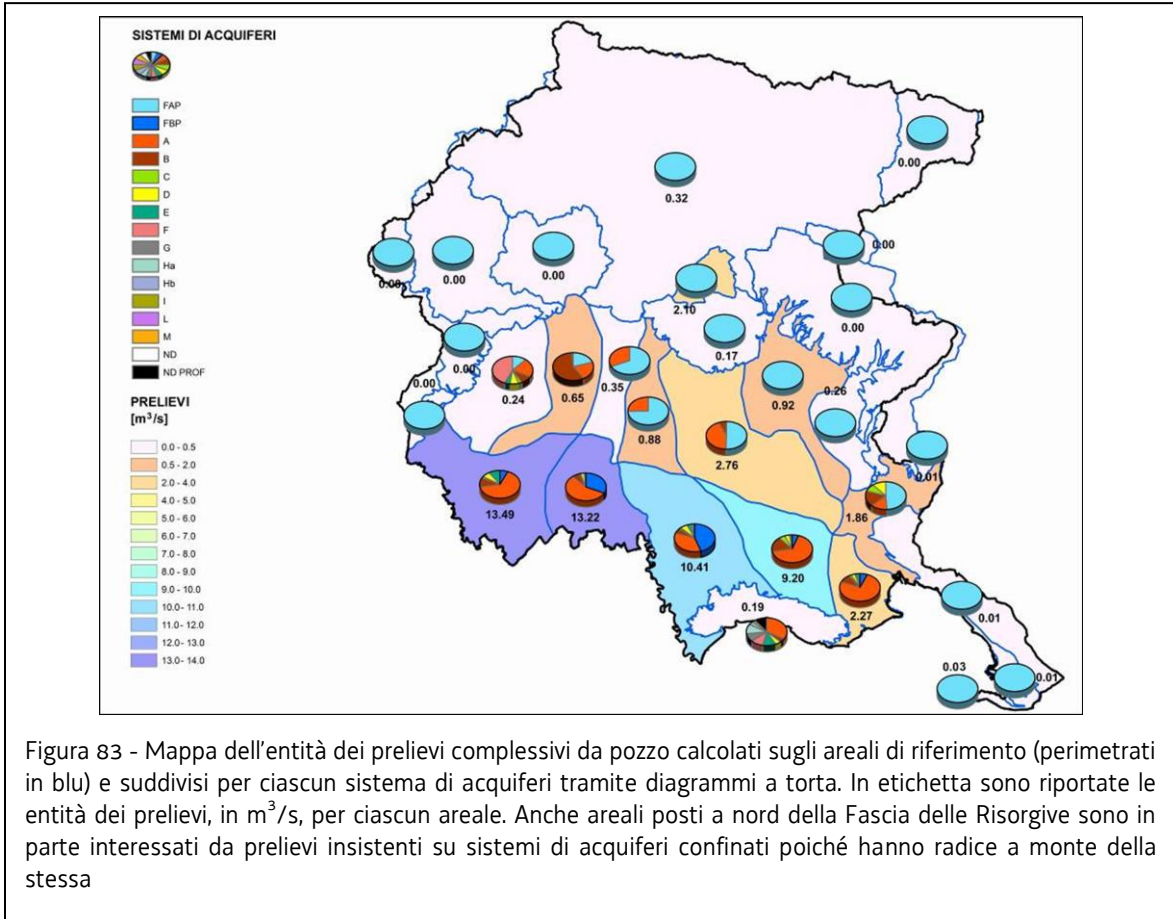 SISTEMI DI ACQUIFERI
FAP
FBP
A
B
C
D
E
F
G
Ha
Hb
I
L
M
ND
ND PROF
PRELIEVI
[m³/s]
0.0 - 0.5
0.5 - 2.0
2.0 - 4.0
4.0 - 5.0
5.0 - 6.0
6.0 - 7.0
7.0 - 8.0
8.0 - 9.0
9.0 - 10.0
10.0 - 11.0
11.0 - 12.0
12.0 - 13.0
13.0 - 14.0
0.00
0.32
0.00
0.00
0.00
0.00
2.10
0.00
0.17
0.00
0.00
0.24
0.65
0.35
0.88
2.76
0.92
0.26
0.01
1.86
13.49
13.22
10.41
9.20
2.27
0.19
0.01
0.03
0.01
Figura 83 - Mappa dell'entità dei prelievi complessivi da pozzo calcolati sugli areali di riferimento (perimetrati
in blu) e suddivisi per ciascun sistema di acquiferi tramite diagrammi a torta. In etichetta sono riportate le
entità dei prelievi, in m³/s, per ciascun areale. Anche areali posti a nord della Fascia delle Risorgive sono in
parte interessati da prelievi insistenti su sistemi di acquiferi confinati poiché hanno radice a monte della
stessa